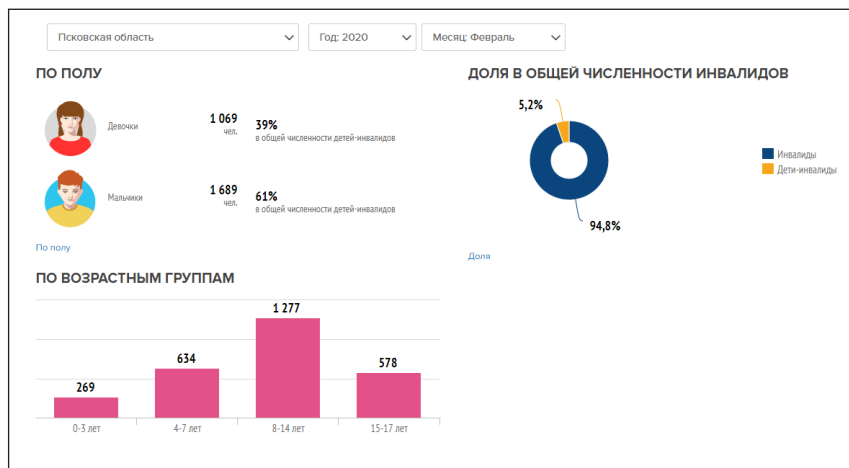 Псковская область
Год: 2020
Месяц: Февраль
ПО ПОЛУ
Девочки
1 069
чел.
39%
в общей численности детей-инвалидов
Мальчики
1 689
чел.
61%
в общей численности детей-инвалидов
По полу
ДОЛЯ В ОБЩЕЙ ЧИСЛЕННОСТИ ИНВАЛИДОВ
5,2%
94,8%
Инвалиды
Дети-инвалиды
Доля
ПО ВОЗРАСТНЫМ ГРУППАМ
269
634
1 277
578
0-3 лет
4-7 лет
8-14 лет
15-17 лет